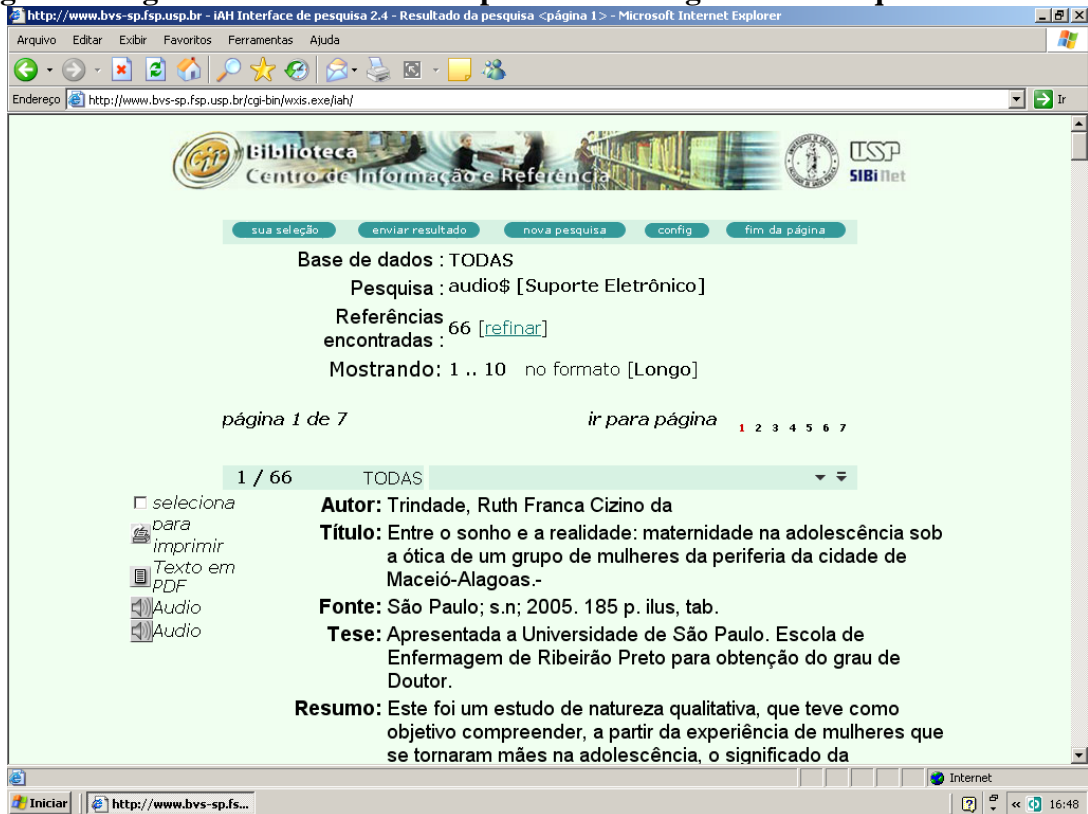 http://www.bvs-sp.fsp.usp.br - iAH Interface de pesquisa 2.4 - Resultado da pesquisa <página 1> - Microsoft Internet Explorer
Arquivo Editar Exibir Favoritos Ferramentas Ajuda
Endereço http://www.bvs-sp.fsp.usp.br/cgi-bin/wxis.exe/iah/ Ir
Biblioteca
Centro de Informação e Referência
USP
SIBiNet
sua seleção enviar resultado nova pesquisa config fim da página
Base de dados : TODAS
Pesquisa : audio$ [Suporte Eletrônico]
Referências
encontradas : 66 [refinar]
Mostrando: 1 .. 10 no formato [Longo]
página 1 de 7 ir para página 1 2 3 4 5 6 7
1 / 66 TODAS
seleciona
para
imprimir
Texto em
PDF
Audio
Audio
Autor: Trindade, Ruth Franca Cizino da
Título: Entre o sonho e a realidade: maternidade na adolescência sob
a ótica de um grupo de mulheres da periferia da cidade de
Maceió-Alagoas.-
Fonte: São Paulo; s.n; 2005. 185 p. ilus, tab.
Tese: Apresentada a Universidade de São Paulo. Escola de
Enfermagem de Ribeirão Preto para obtenção do grau de
Doutor.
Resumo: Este foi um estudo de natureza qualitativa, que teve como
objetivo compreender, a partir da experiência de mulheres que
se tornaram mães na adolescência, o significado da
Internet
Iniciar http://www.bvs-sp.fs... 16:48